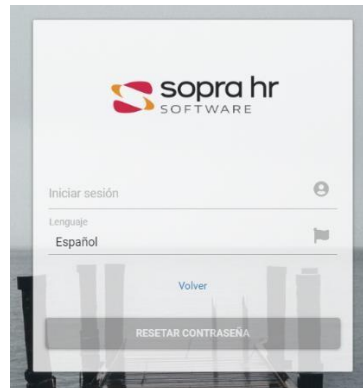 sopra hr
SOFTWARE
Iniciar sesión
Lenguaje
Español
Volver
RESETAR CONTRASEÑA